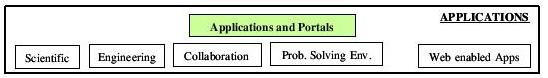 APPLICATIONS
Applications and Portals
Scientific
Engineering
Collaboration
Prob. Solving Env.
Web enabled Apps